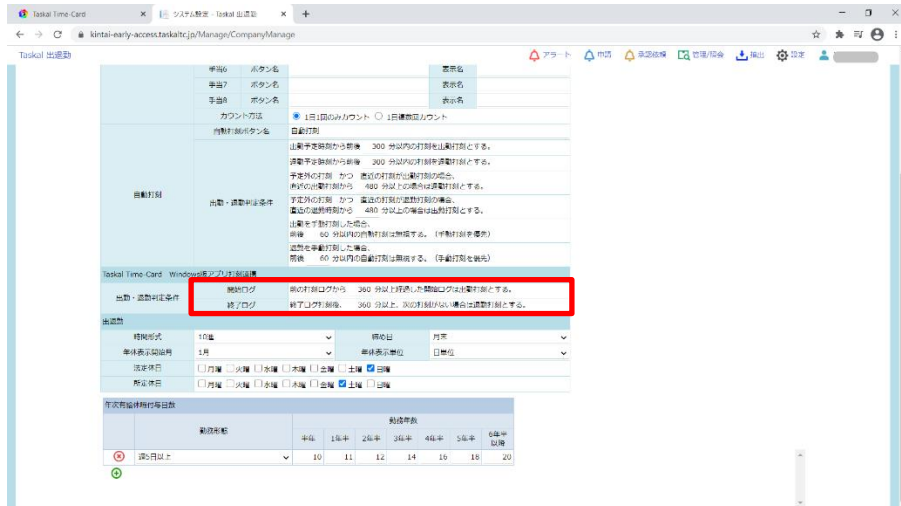 Taskal Time-Card
システム設定 - Taskal 出退勤
kintai-early-access.taskaltc.jp/Manage/CompanyManage
Taskal 出退勤 アラート 申請 承認依頼 管理/照会 抽出 設定
手当6 ボタン名 表示名
手当7 ボタン名 表示名
手当8 ボタン名 表示名
カウント方法 1日1回のみカウント 1日複数回カウント
自動打刻ボタン名 自動打刻
自動打刻
出勤・退勤判定条件
出勤予定時刻から前後 300 分以内の打刻を出勤打刻とする。
退勤予定時刻から前後 300 分以内の打刻を退勤打刻とする。
予定外の打刻 かつ 直近の打刻が出勤打刻の場合、
直近の出勤打刻から 480 分以上の場合は退勤打刻とする。
予定外の打刻 かつ 直近の打刻が退勤打刻の場合、
直近の退勤時刻から 480 分以上の場合は出勤打刻とする。
出勤を手動打刻した場合、
前後 60 分以内の自動打刻は無視する。(手動打刻を優先)
退勤を手動打刻した場合、
前後 60 分以内の自動打刻は無視する。(手動打刻を優先)
Taskal Time-Card Windows版アプリ打刻連携
出勤・退勤判定条件
開始ログ 前の打刻ログから 360 分以上経過した開始ログは出勤打刻とする。
終了ログ 終了ログ打刻後、 360 分以上、次の打刻がない場合は退勤打刻とする。
出退勤
時間形式 10進 締め日 月末
年休表示開始月 1月 年休表示単位 日単位
法定休日 月曜 火曜 水曜 木曜 金曜 土曜 日曜
所定休日 月曜 火曜 水曜 木曜 金曜 土曜 日曜
年次有給休暇付与日数
勤務形態 勤務年数
半年 1年半 2年半 3年半 4年半 5年半 6年半以降
週5日以上 10 11 12 14 16 18 20